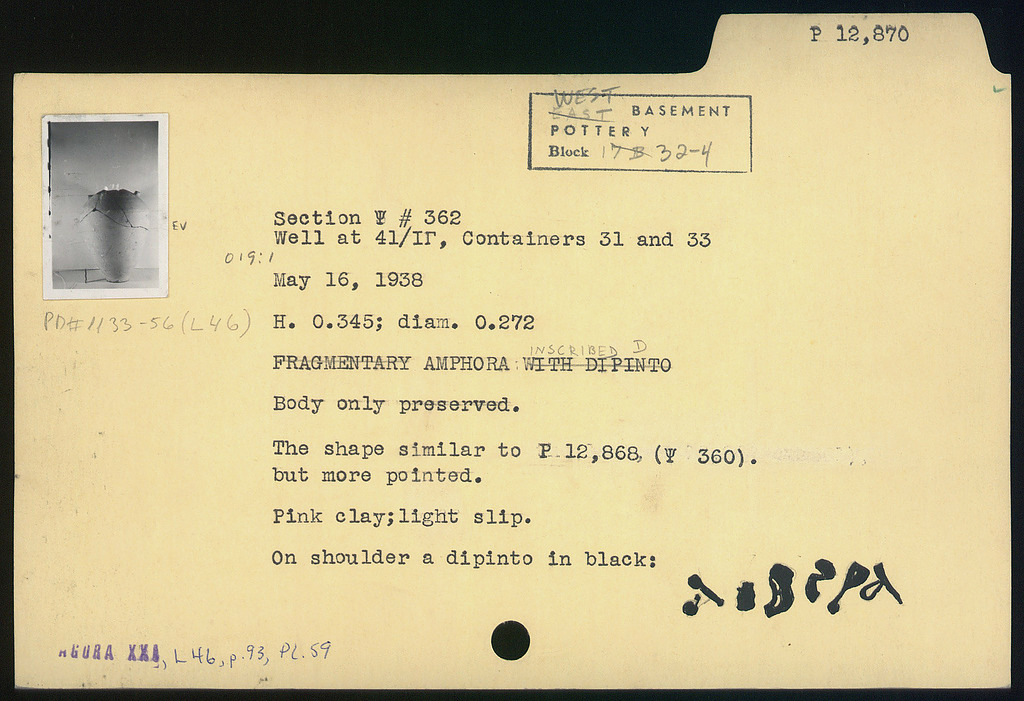 P 12,870
WEST
EAST BASEMENT
POTTERY
Block 17B 32-4
EV
Section Ψ # 362
Well at 41/ΙΓ, Containers 31 and 33
O19:1
May 16, 1938
PD# 1133-56 (L46)
H. 0.345; diam. 0.272
INSCRIBED D
FRAGMENTARY AMPHORA WITH DIPINTO
Body only preserved.
The shape similar to P 12,868, (Ψ 360).
but more pointed.
Pink clay;light slip.
On shoulder a dipinto in black:
AGORA XXI, L46, p.93, PL.59